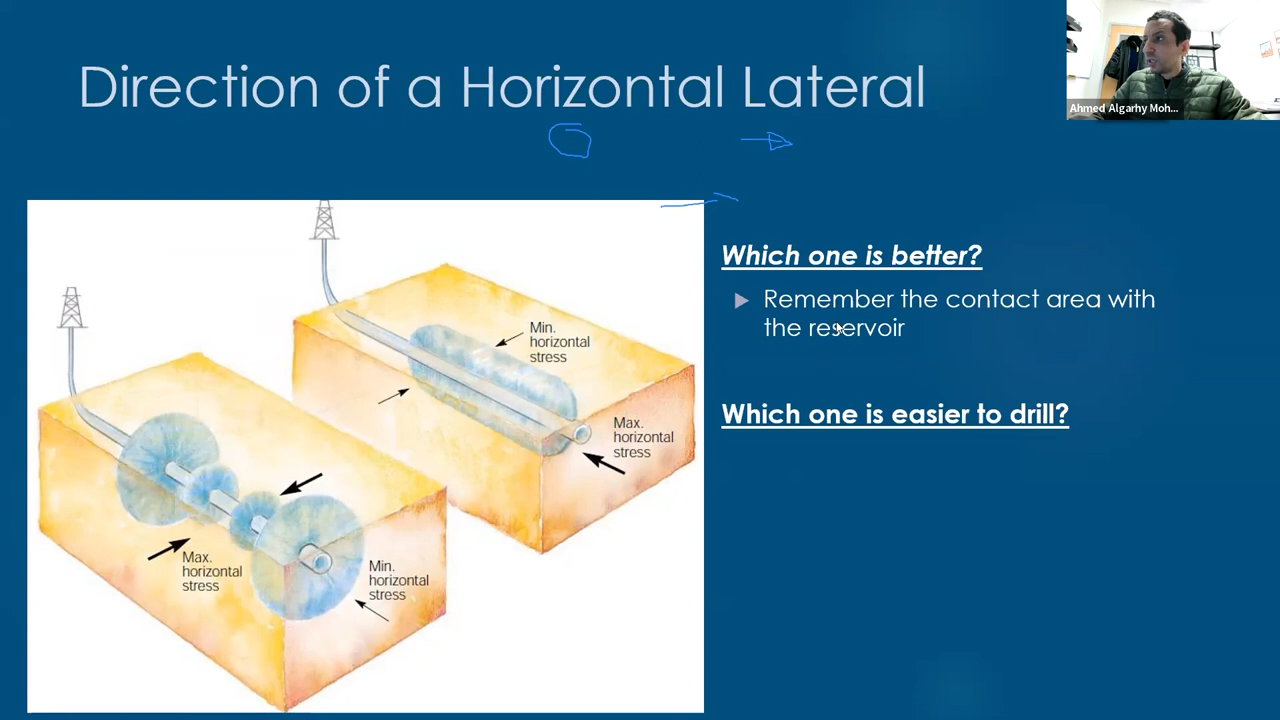 Direction of a Horizontal Lateral
Ahmed Algarhy Moh...
Which one is better?
Remember the contact area with
the reservoir
Which one is easier to drill?
Min.
horizontal
stress
Max.
horizontal
stress
Max.
horizontal
stress
Min.
horizontal
stress